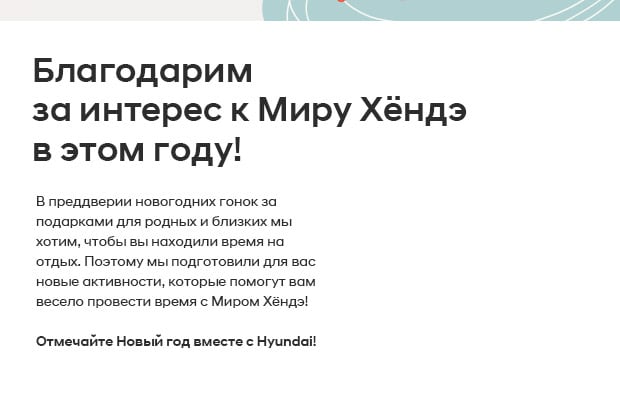 Благодарим
за интерес к Миру Хёндэ
в этом году!
В преддверии новогодних гонок за
подарками для родных и близких мы
хотим, чтобы вы находили время на
отдых. Поэтому мы подготовили для вас
новые активности, которые помогут вам
весело провести время с Миром Хёндэ!
Отмечайте Новый год вместе с Hyundai!